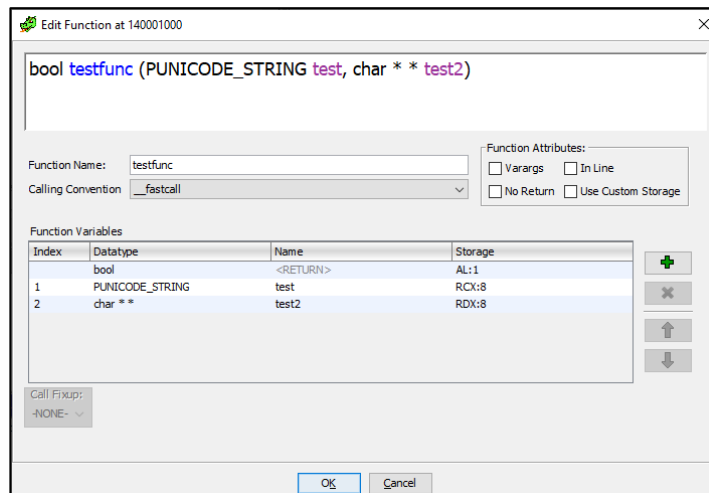 Edit Function at 140001000
bool testfunc (PUNICODE_STRING test, char * * test2)
Function Attributes:
Function Name: testfunc
Varargs In Line
Calling Convention __fastcall
No Return Use Custom Storage
Function Variables
Index Datatype Name Storage
bool <RETURN> AL:1
1 PUNICODE_STRING test RCX:8
2 char * * test2 RDX:8
Call Fixup:
-NONE-
OK Cancel